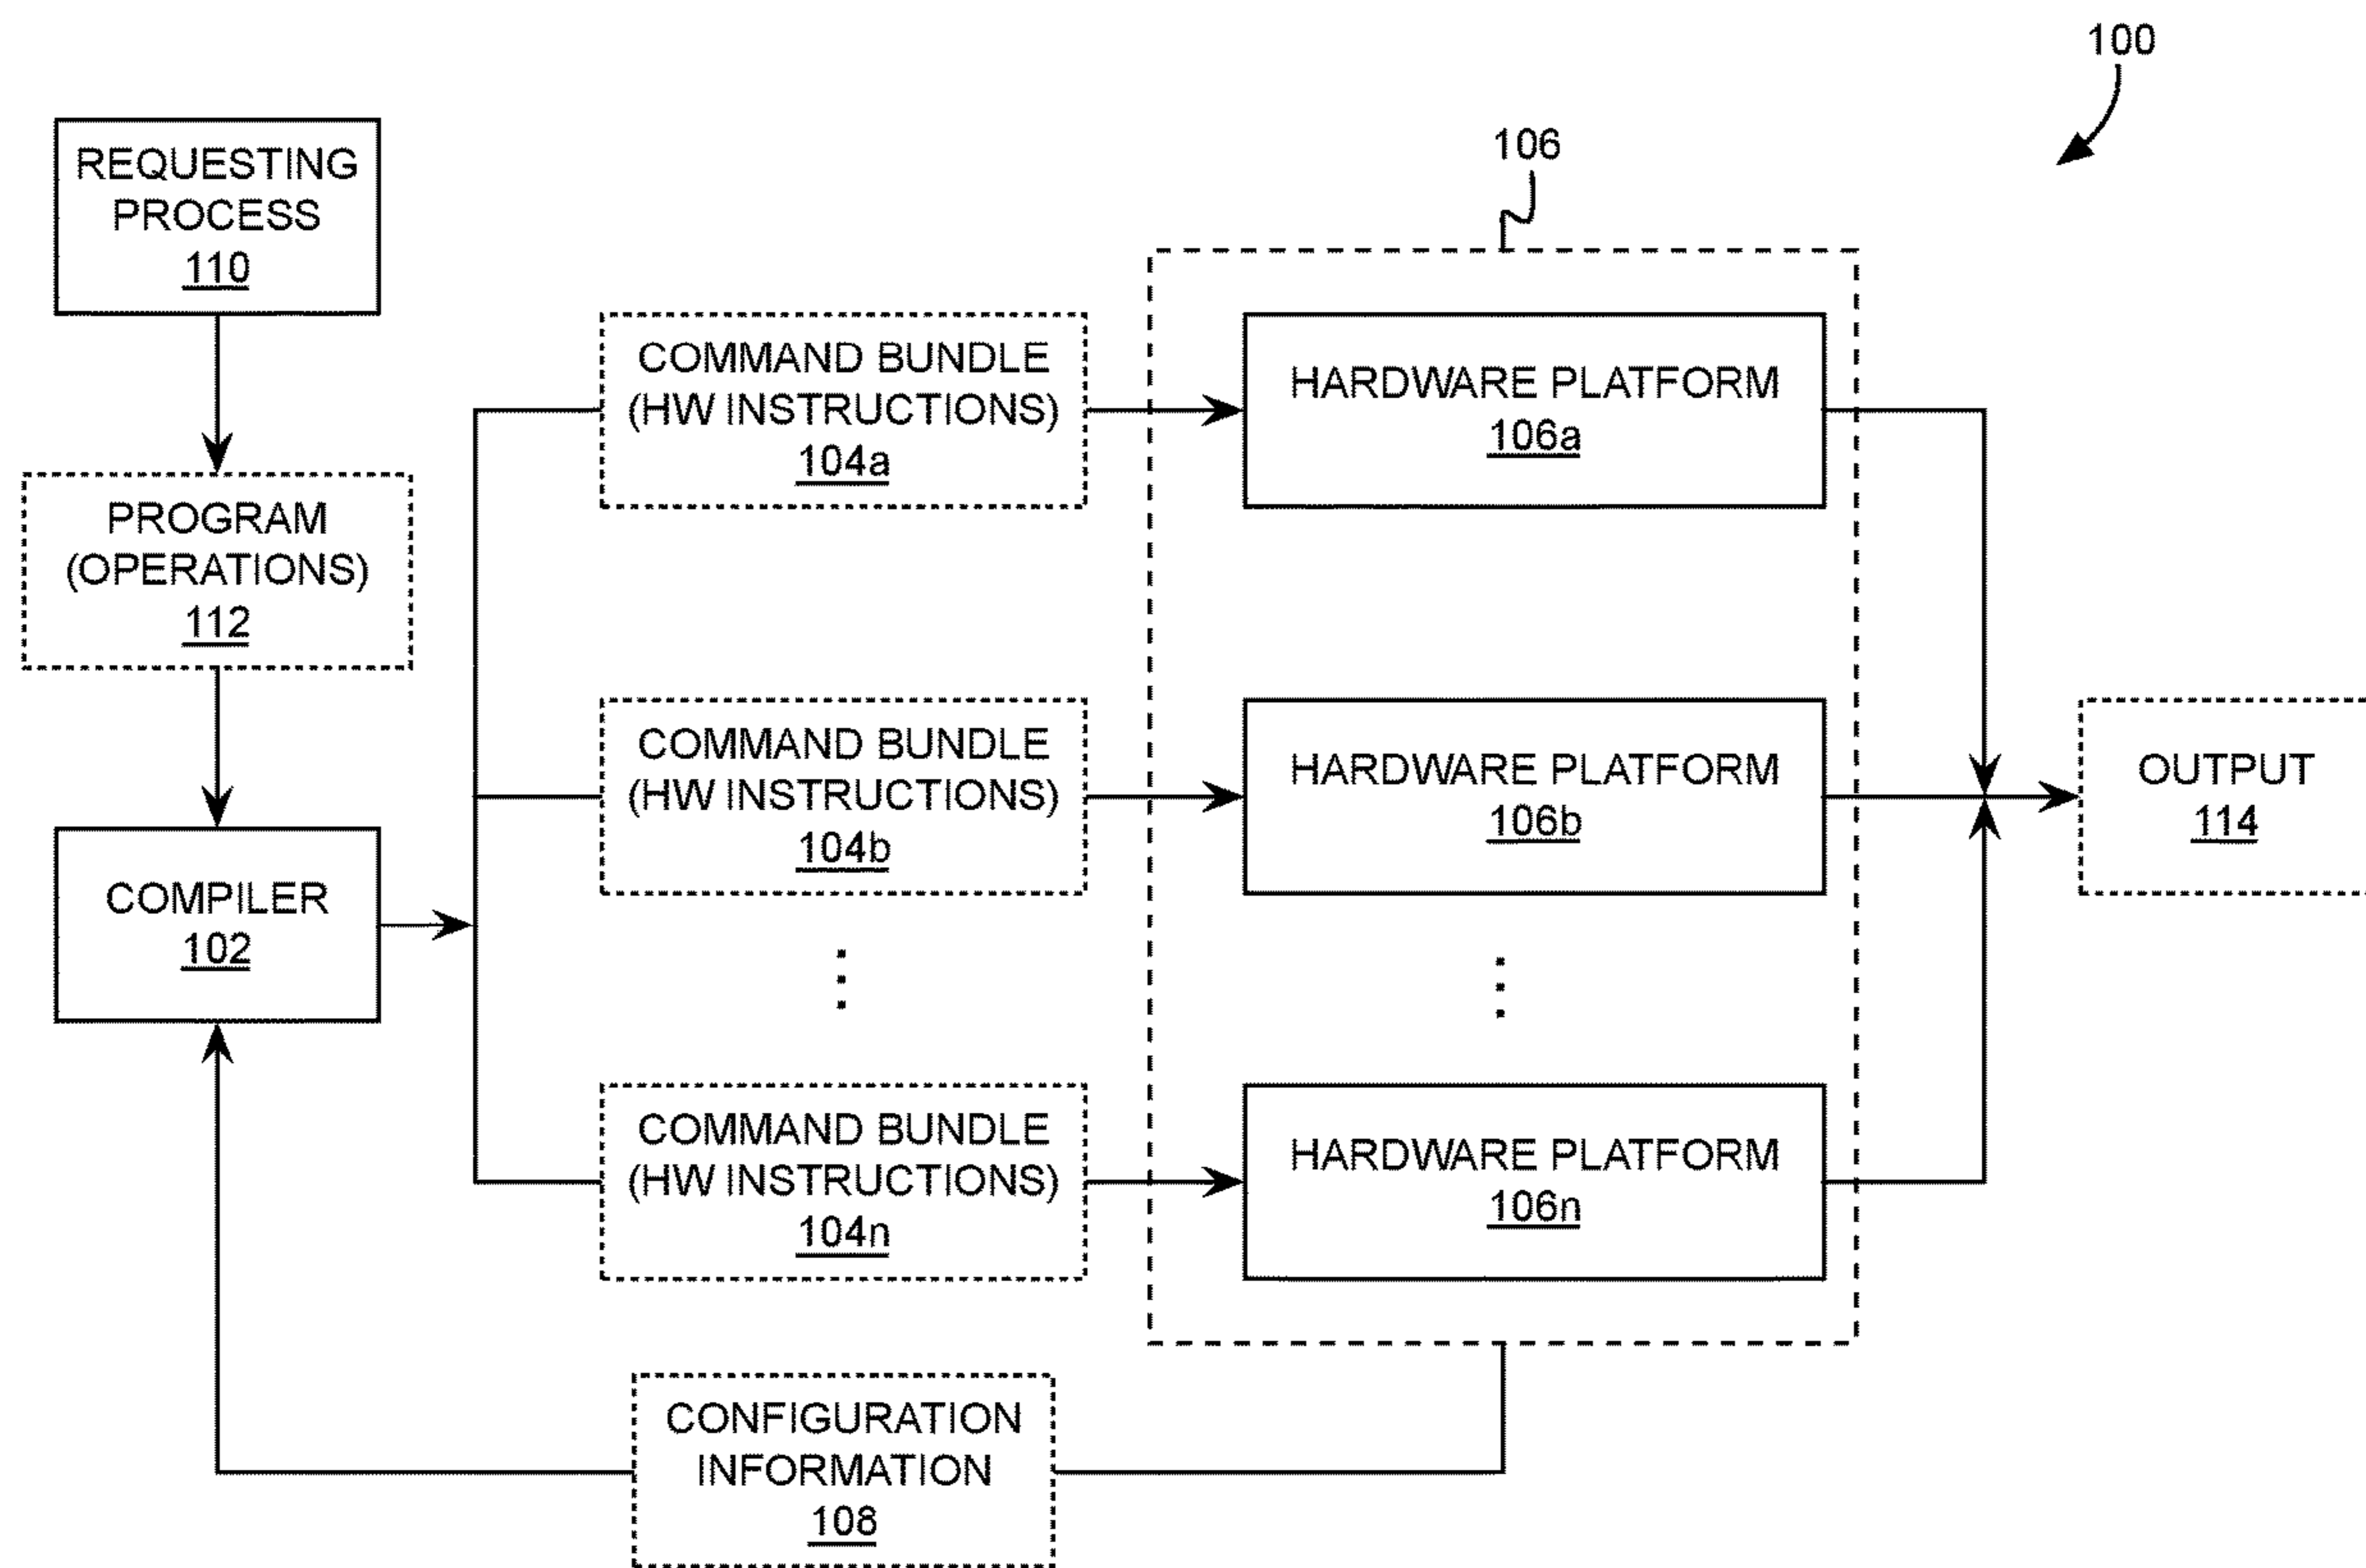 100
106
REQUESTING
PROCESS
110
PROGRAM
(OPERATIONS)
112
COMPILER
102
COMMAND BUNDLE
(HW INSTRUCTIONS)
104a
HARDWARE PLATFORM
106a
COMMAND BUNDLE
(HW INSTRUCTIONS)
104b
HARDWARE PLATFORM
106b
COMMAND BUNDLE
(HW INSTRUCTIONS)
104n
HARDWARE PLATFORM
106n
OUTPUT
114
CONFIGURATION
INFORMATION
108